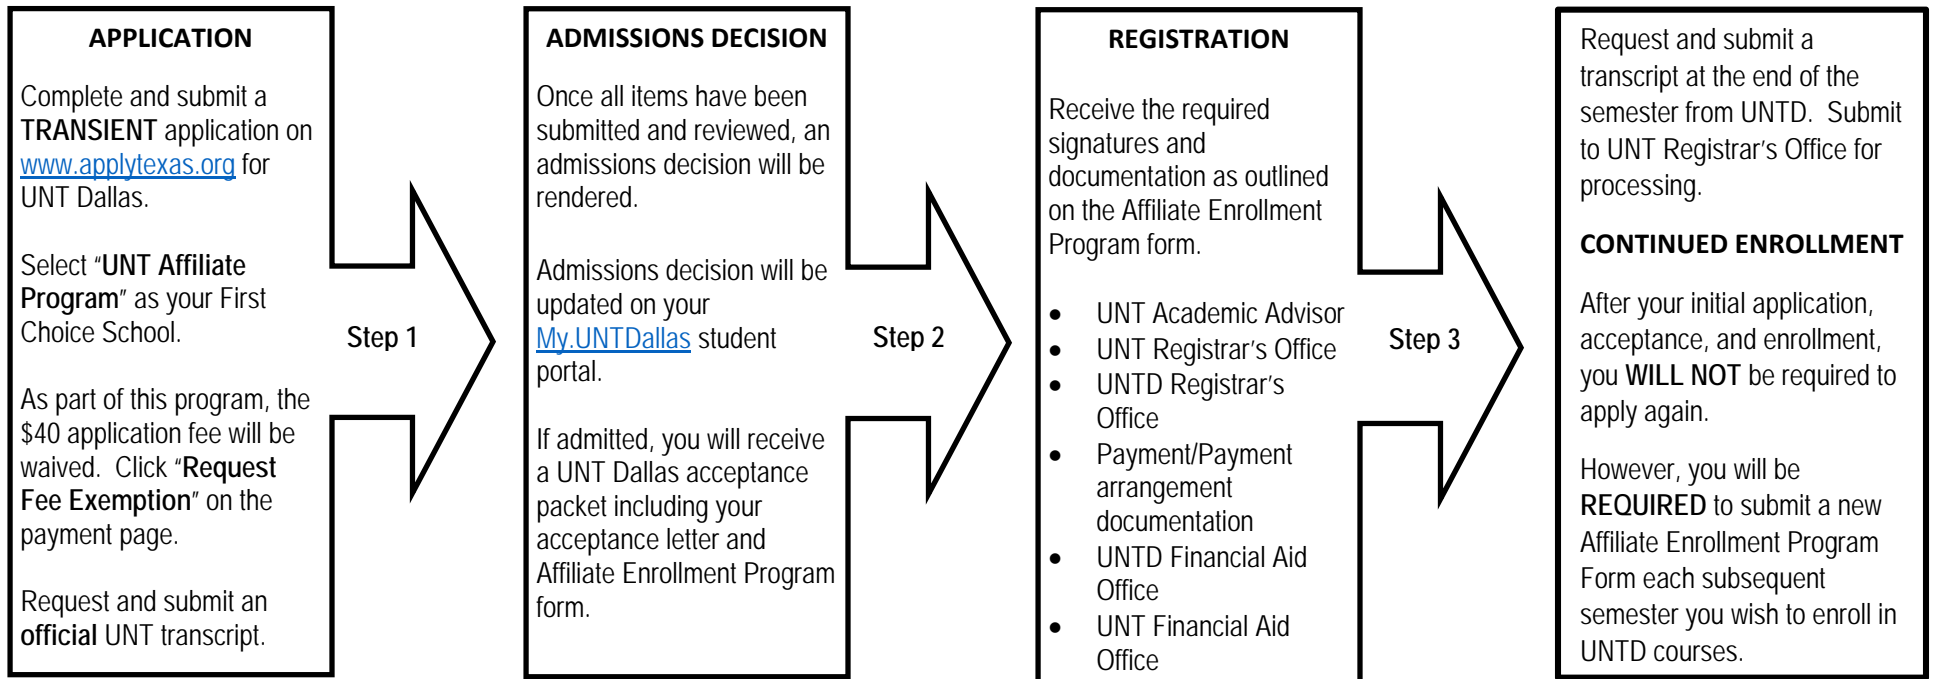 APPLICATION
Complete and submit a
TRANSIENT application on
www.applytexas.org for
UNT Dallas.
Select “UNT Affiliate
Program” as your First
Choice School.
As part of this program, the
$40 application fee will be
waived.  Click “Request
Fee Exemption” on the
payment page.
Request and submit an
official UNT transcript.
Step 1
ADMISSIONS DECISION
Once all items have been
submitted and reviewed, an
admissions decision will be
rendered.
Admissions decision will be
updated on your
My.UNTDallas student
portal.
If admitted, you will receive
a UNT Dallas acceptance
packet including your
acceptance letter and
Affiliate Enrollment Program
form.
Step 2
REGISTRATION
Receive the required
signatures and
documentation as outlined
on the Affiliate Enrollment
Program form.
• UNT Academic Advisor
• UNT Registrar’s Office
• UNTD Registrar’s
Office
• Payment/Payment
arrangement
documentation
• UNTD Financial Aid
Office
• UNT Financial Aid
Office
Step 3
Request and submit a
transcript at the end of the
semester from UNTD.  Submit
to UNT Registrar’s Office for
processing.
CONTINUED ENROLLMENT
After your initial application,
acceptance, and enrollment,
you WILL NOT be required to
apply again.
However, you will be
REQUIRED to submit a new
Affiliate Enrollment Program
Form each subsequent
semester you wish to enroll in
UNTD courses.